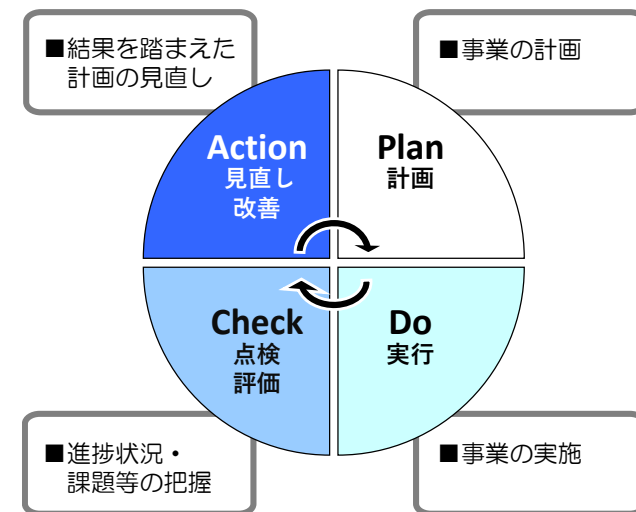 ■結果を踏まえた
計画の見直し
■事業の計画
Action
見直し
改善
Plan
計画
Check
点検
評価
Do
実行
■進捗状況・
課題等の把握
■事業の実施